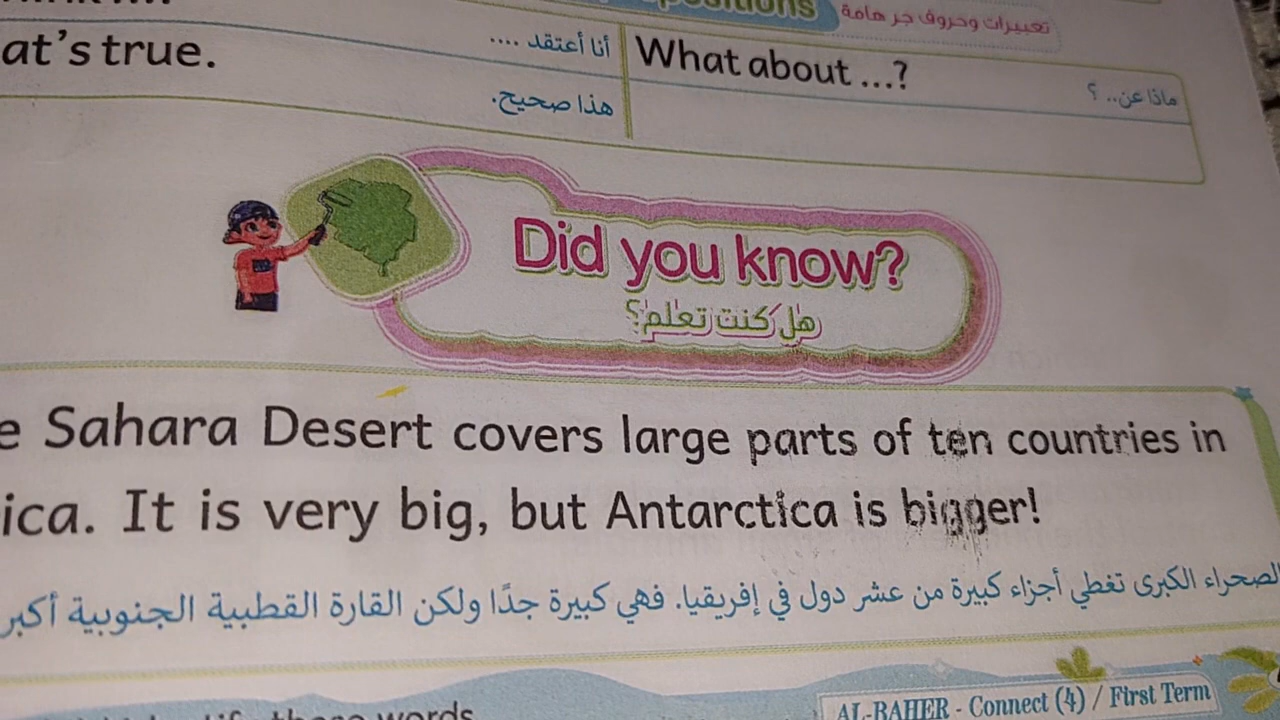 تعبيرات وحروف جر هامة
at's true.
أنا أعتقد ....
هذا صحيح.
What about ...?
ماذا عن.. ؟
Did you know?
هل كنت تعلم؟
Sahara Desert covers large parts of ten countries in
ica. It is very big, but Antarctica is bigger!
الصحراء الكبرى تغطي أجزاء كبيرة من عشر دول في إفريقيا. فهي كبيرة جدًا ولكن القارة القطبية الجنوبية أكبر
these words
AL-BAHER - Connect (4) / First Term